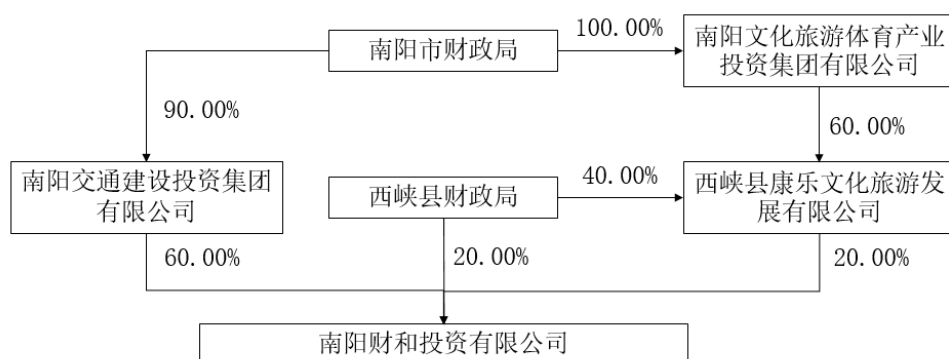 南阳市财政局
100.00%
南阳文化旅游体育产业
投资集团有限公司
90.00%
60.00%
南阳交通建设投资集团
有限公司
西峡县财政局
40.00%
西峡县康乐文化旅游发
展有限公司
60.00%
20.00%
20.00%
南阳财和投资有限公司